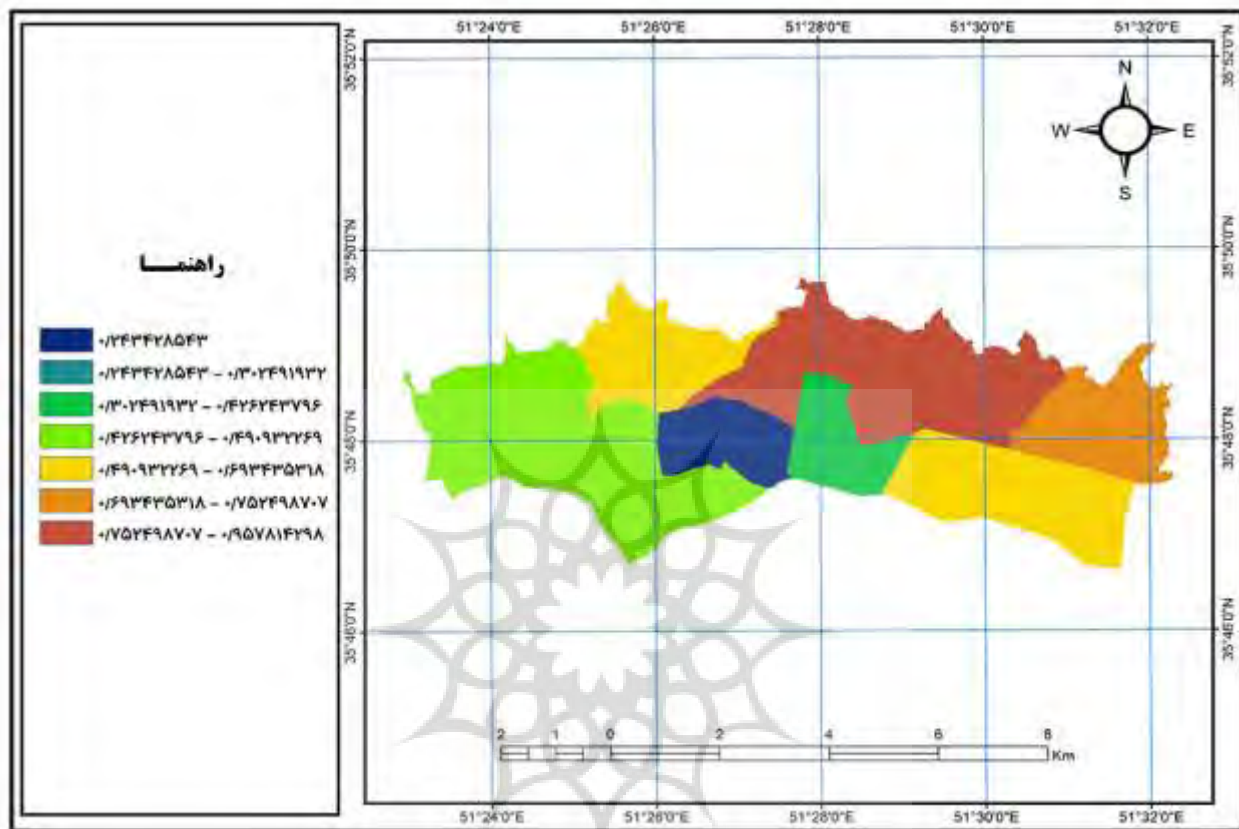 51°24'0"E 51°26'0"E 51°28'0"E 51°30'0"E 51°32'0"E
35°52'0"N 35°52'0"N
N
W E
S
35°50'0"N 35°50'0"N
راهنمـــا
۰/۲۴۳۴۲۸۵۴۳
۰/۲۴۳۴۲۸۵۴۳ – ۰/۳۰۲۴۹۱۹۳۲
۰/۳۰۲۴۹۱۹۳۲ – ۰/۴۲۶۲۴۳۷۹۶
۰/۴۲۶۲۴۳۷۹۶ – ۰/۴۹۰۹۳۲۲۶۹
۰/۴۹۰۹۳۲۲۶۹ – ۰/۶۹۳۴۳۵۳۱۸
۰/۶۹۳۴۳۵۳۱۸ – ۰/۷۵۲۴۹۸۷۰۷
۰/۷۵۲۴۹۸۷۰۷ – ۰/۹۵۷۸۱۴۲۹۸
35°48'0"N 35°48'0"N
35°46'0"N 35°46'0"N
2 1 0 2 4 6 8
Km
51°24'0"E 51°26'0"E 51°28'0"E 51°30'0"E 51°32'0"E